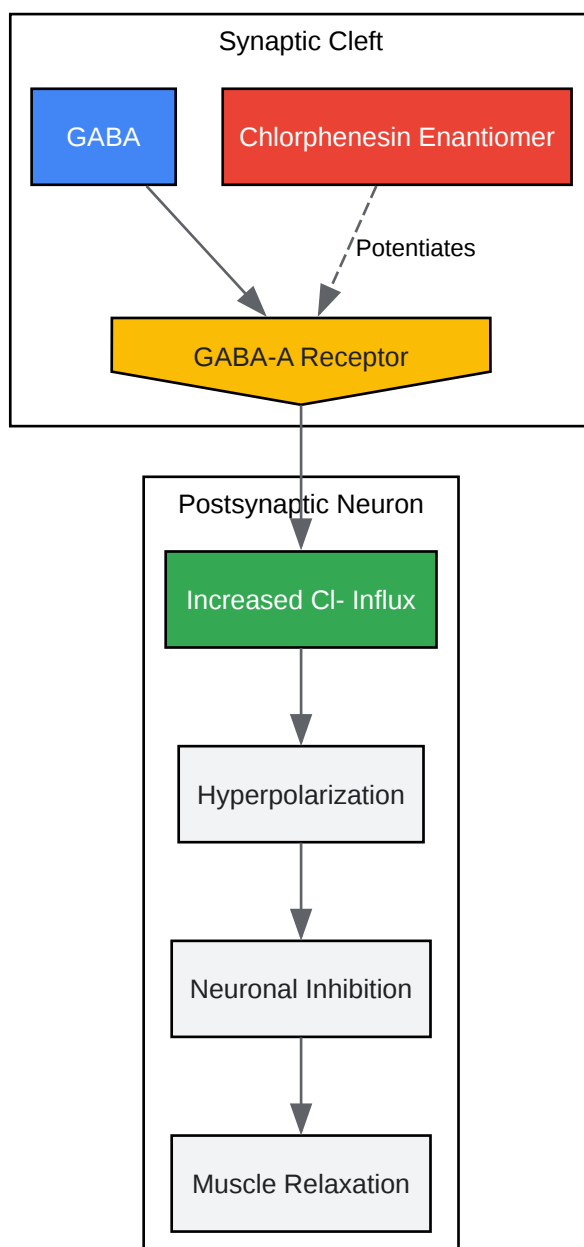 Synaptic Cleft
GABA
Chlorphenesin Enantiomer
Potentiates
GABA-A Receptor
Postsynaptic Neuron
Increased Cl- Influx
Hyperpolarization
Neuronal Inhibition
Muscle Relaxation